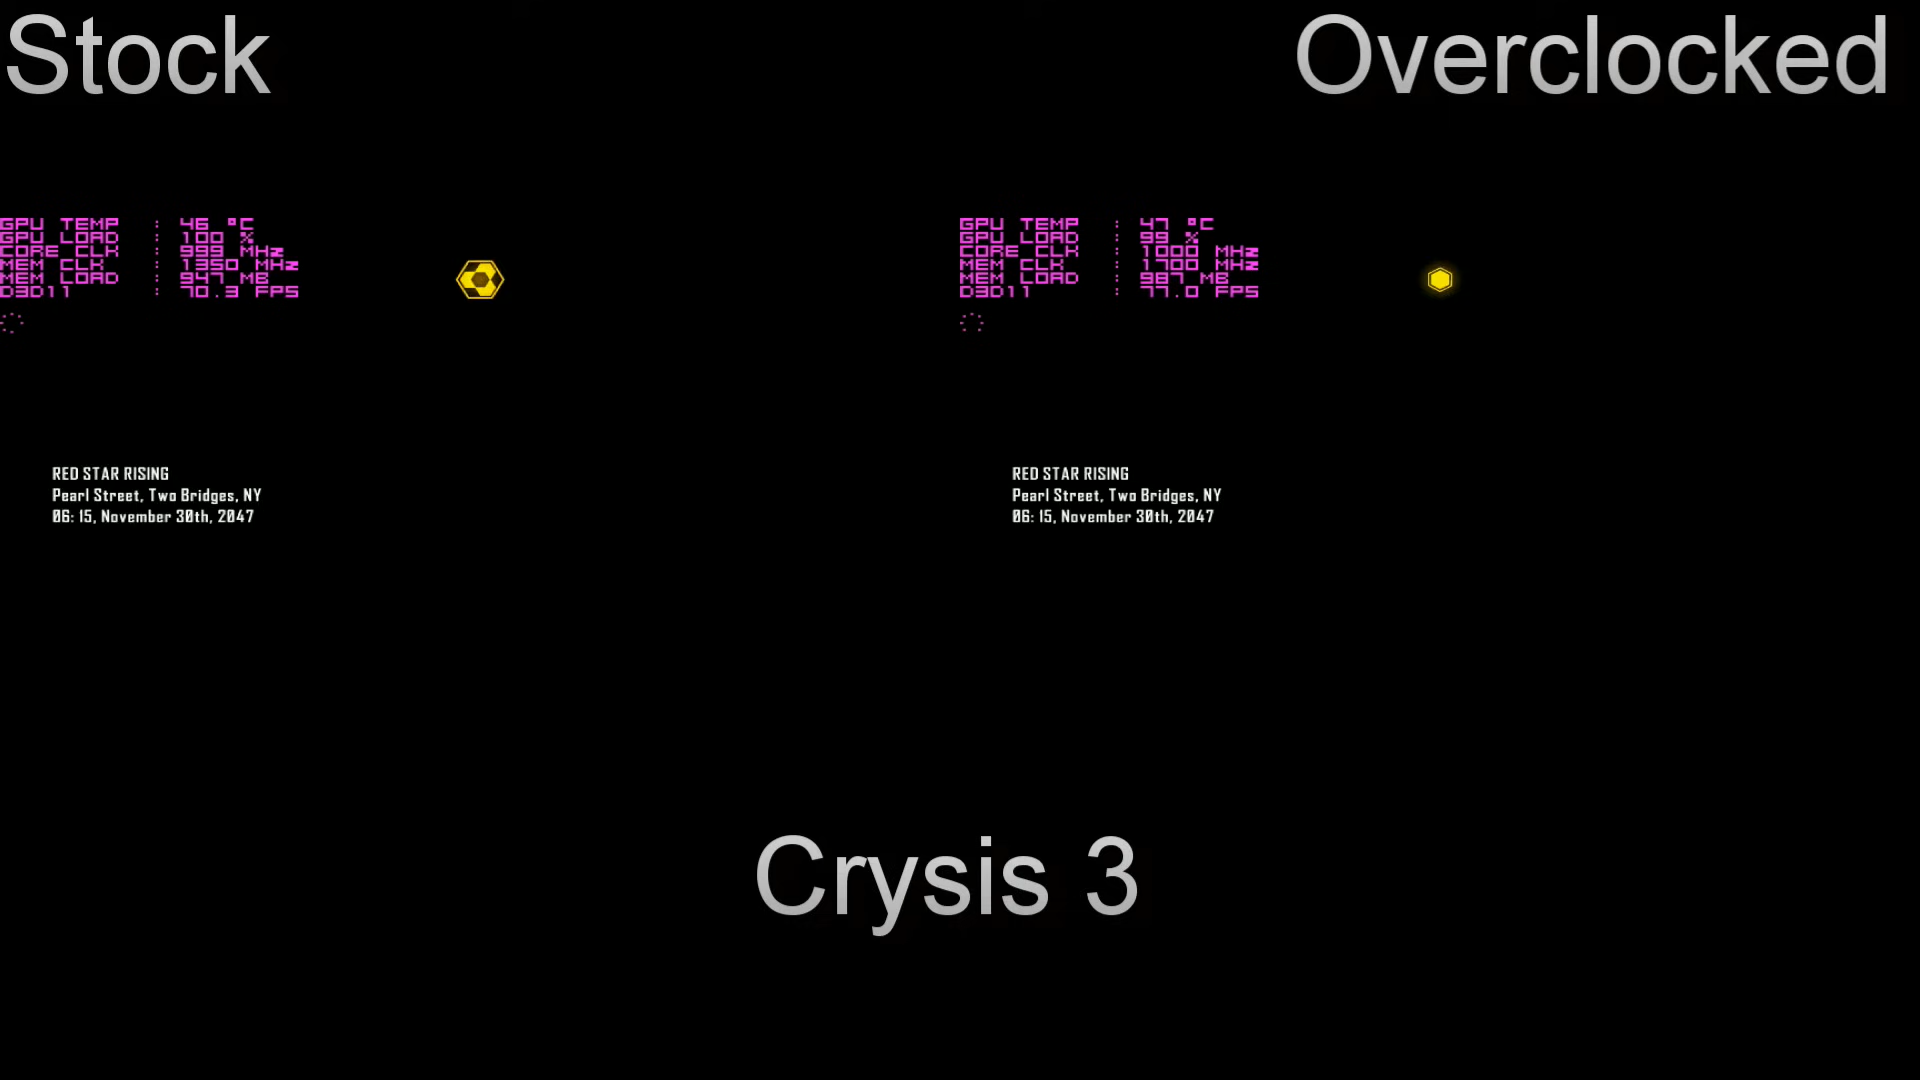 Stock
Overclocked
GPU TEMP : 46 °C
GPU LOAD : 100 %
CORE CLK : 999 MHz
MEM CLK : 1350 MHz
MEM LOAD : 947 MB
D3D11 : 70.3 FPS
GPU TEMP : 47 °C
GPU LOAD : 99 %
CORE CLK : 1000 MHz
MEM CLK : 1700 MHz
MEM LOAD : 987 MB
D3D11 : 77.0 FPS
RED STAR RISING
Pearl Street, Two Bridges, NY
06: 15, November 30th, 2047
RED STAR RISING
Pearl Street, Two Bridges, NY
06: 15, November 30th, 2047
Crysis 3